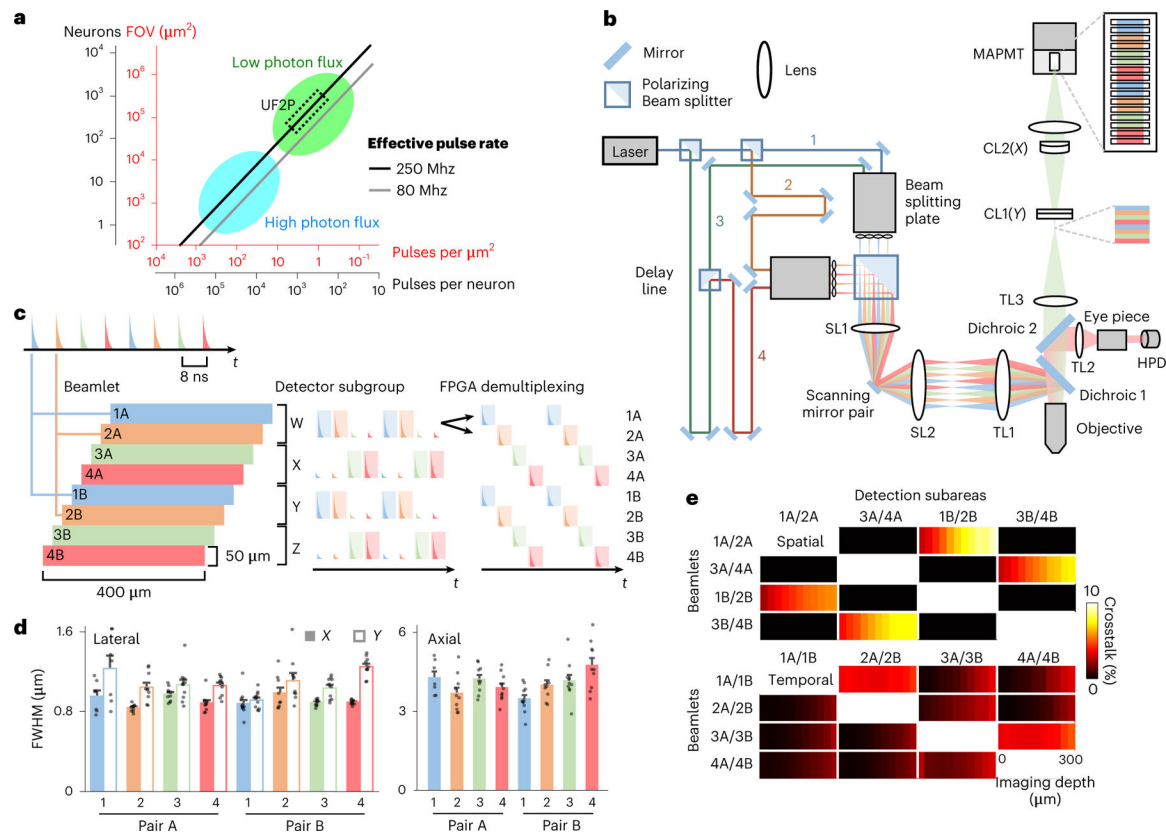 a
Neurons FOV (μm²)
10⁴
10³
10²
10
1
10⁶
10⁵
10⁴
10³
10²
Low photon flux
UF2P
High photon flux
Effective pulse rate
250 Mhz
80 Mhz
10⁴ 10³ 10² 10 1 10⁻¹
Pulses per μm²
10⁶ 10⁵ 10⁴ 10³ 10² 10
Pulses per neuron
b
Mirror
Polarizing
Beam splitter
Lens
Laser
1
2
3
4
Delay
line
Beam
splitting
plate
SL1
Scanning
mirror pair
SL2
TL1
MAPMT
CL2(X)
CL1(Y)
TL3
Dichroic 2
Eye piece
TL2
HPD
Dichroic 1
Objective
c
t
8 ns
Beamlet
Detector subgroup
FPGA demultiplexing
1A
2A
3A
4A
1B
2B
3B
4B
W
X
Y
Z
50 μm
400 μm
1A
2A
3A
4A
1B
2B
3B
4B
t
t
d
FWHM (μm)
1.6
0.8
0
Lateral
X Y
1 2 3 4 1 2 3 4
Pair A Pair B
6
3
0
Axial
1 2 3 4 1 2 3 4
Pair A Pair B
e
Detection subareas
1A/2A 3A/4A 1B/2B 3B/4B
Beamlets
1A/2A
3A/4A
1B/2B
3B/4B
Spatial
1A/1B 2A/2B 3A/3B 4A/4B
Beamlets
1A/1B
2A/2B
3A/3B
4A/4B
Temporal
10
0
Crosstalk (%)
0 300
Imaging depth
(μm)